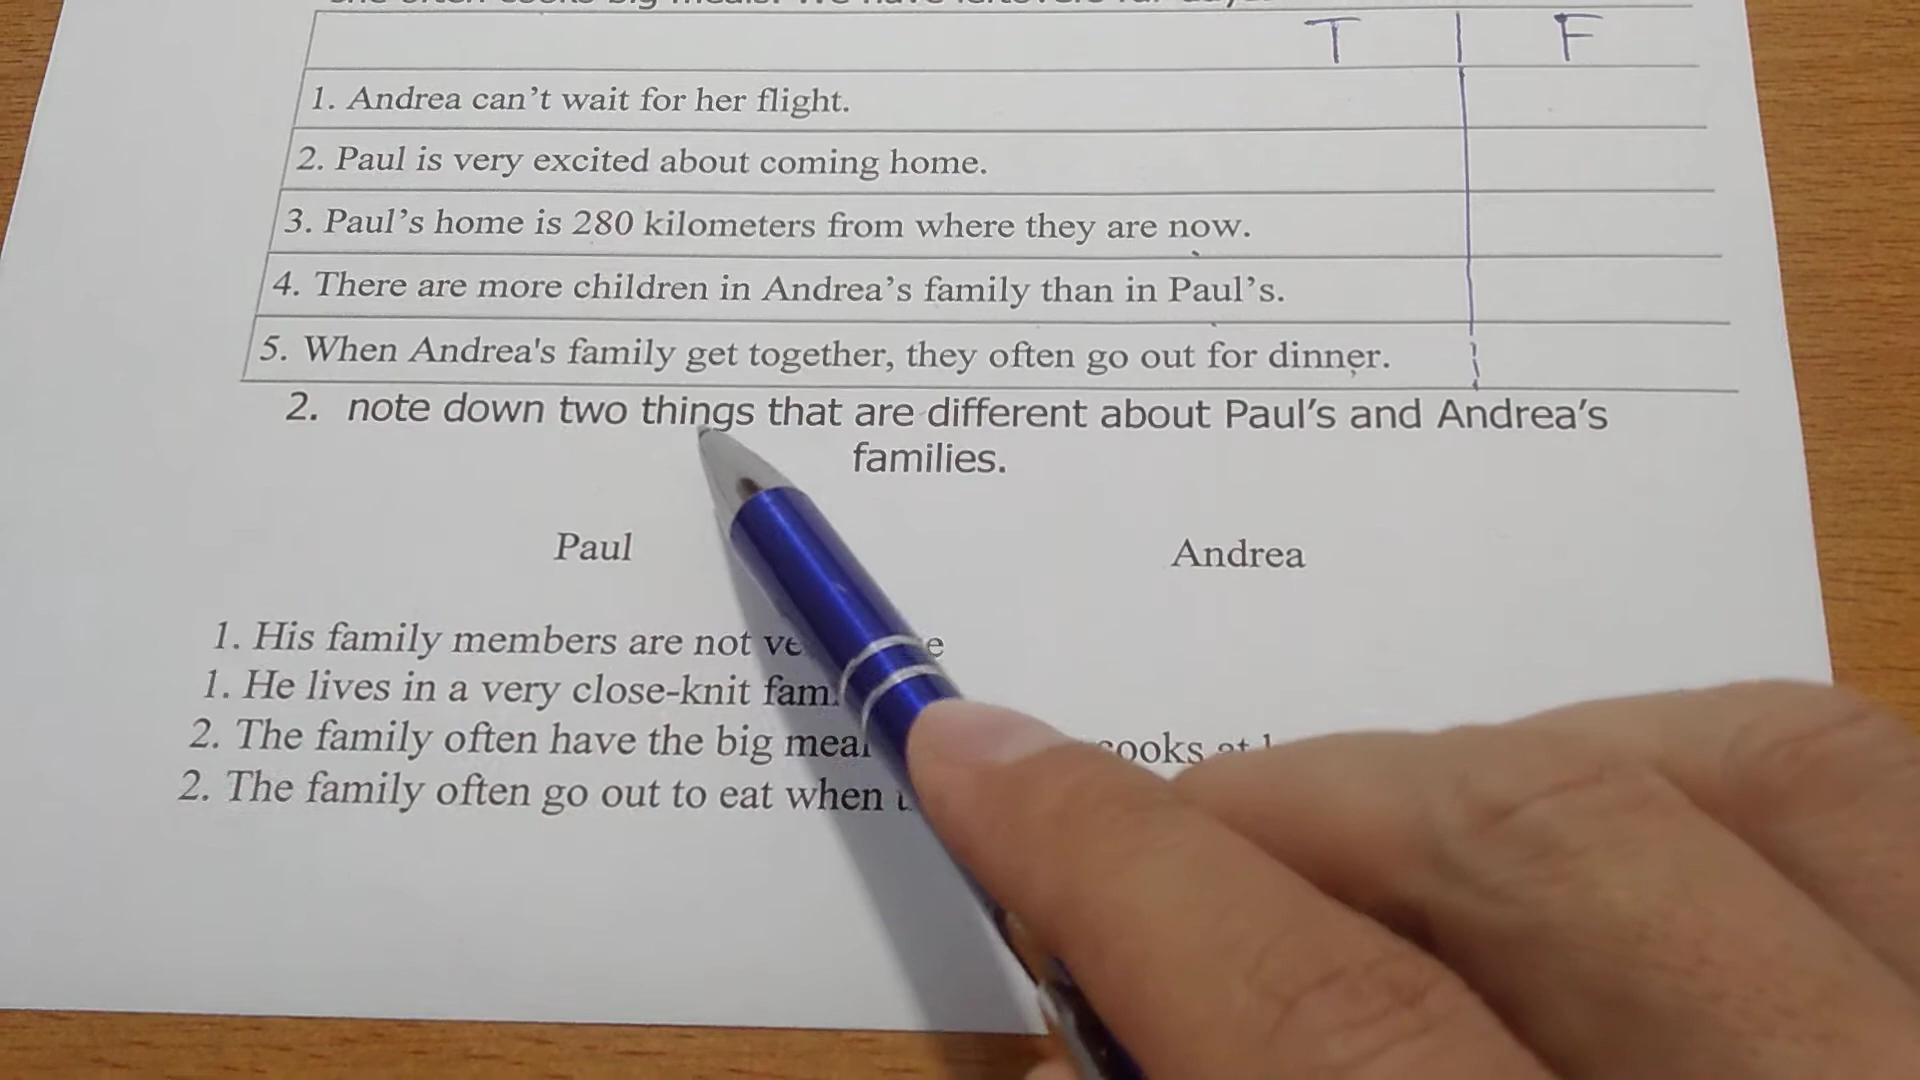 T | F
1. Andrea can't wait for her flight.
2. Paul is very excited about coming home.
3. Paul's home is 280 kilometers from where they are now.
4. There are more children in Andrea's family than in Paul's.
5. When Andrea's family get together, they often go out for dinner.
2. note down two things that are different about Paul's and Andrea's
families.
Paul Andrea
1. His family members are not
1. He lives in a very close-knit
2. The family often have the big cooks
2. The family often go out to eat when